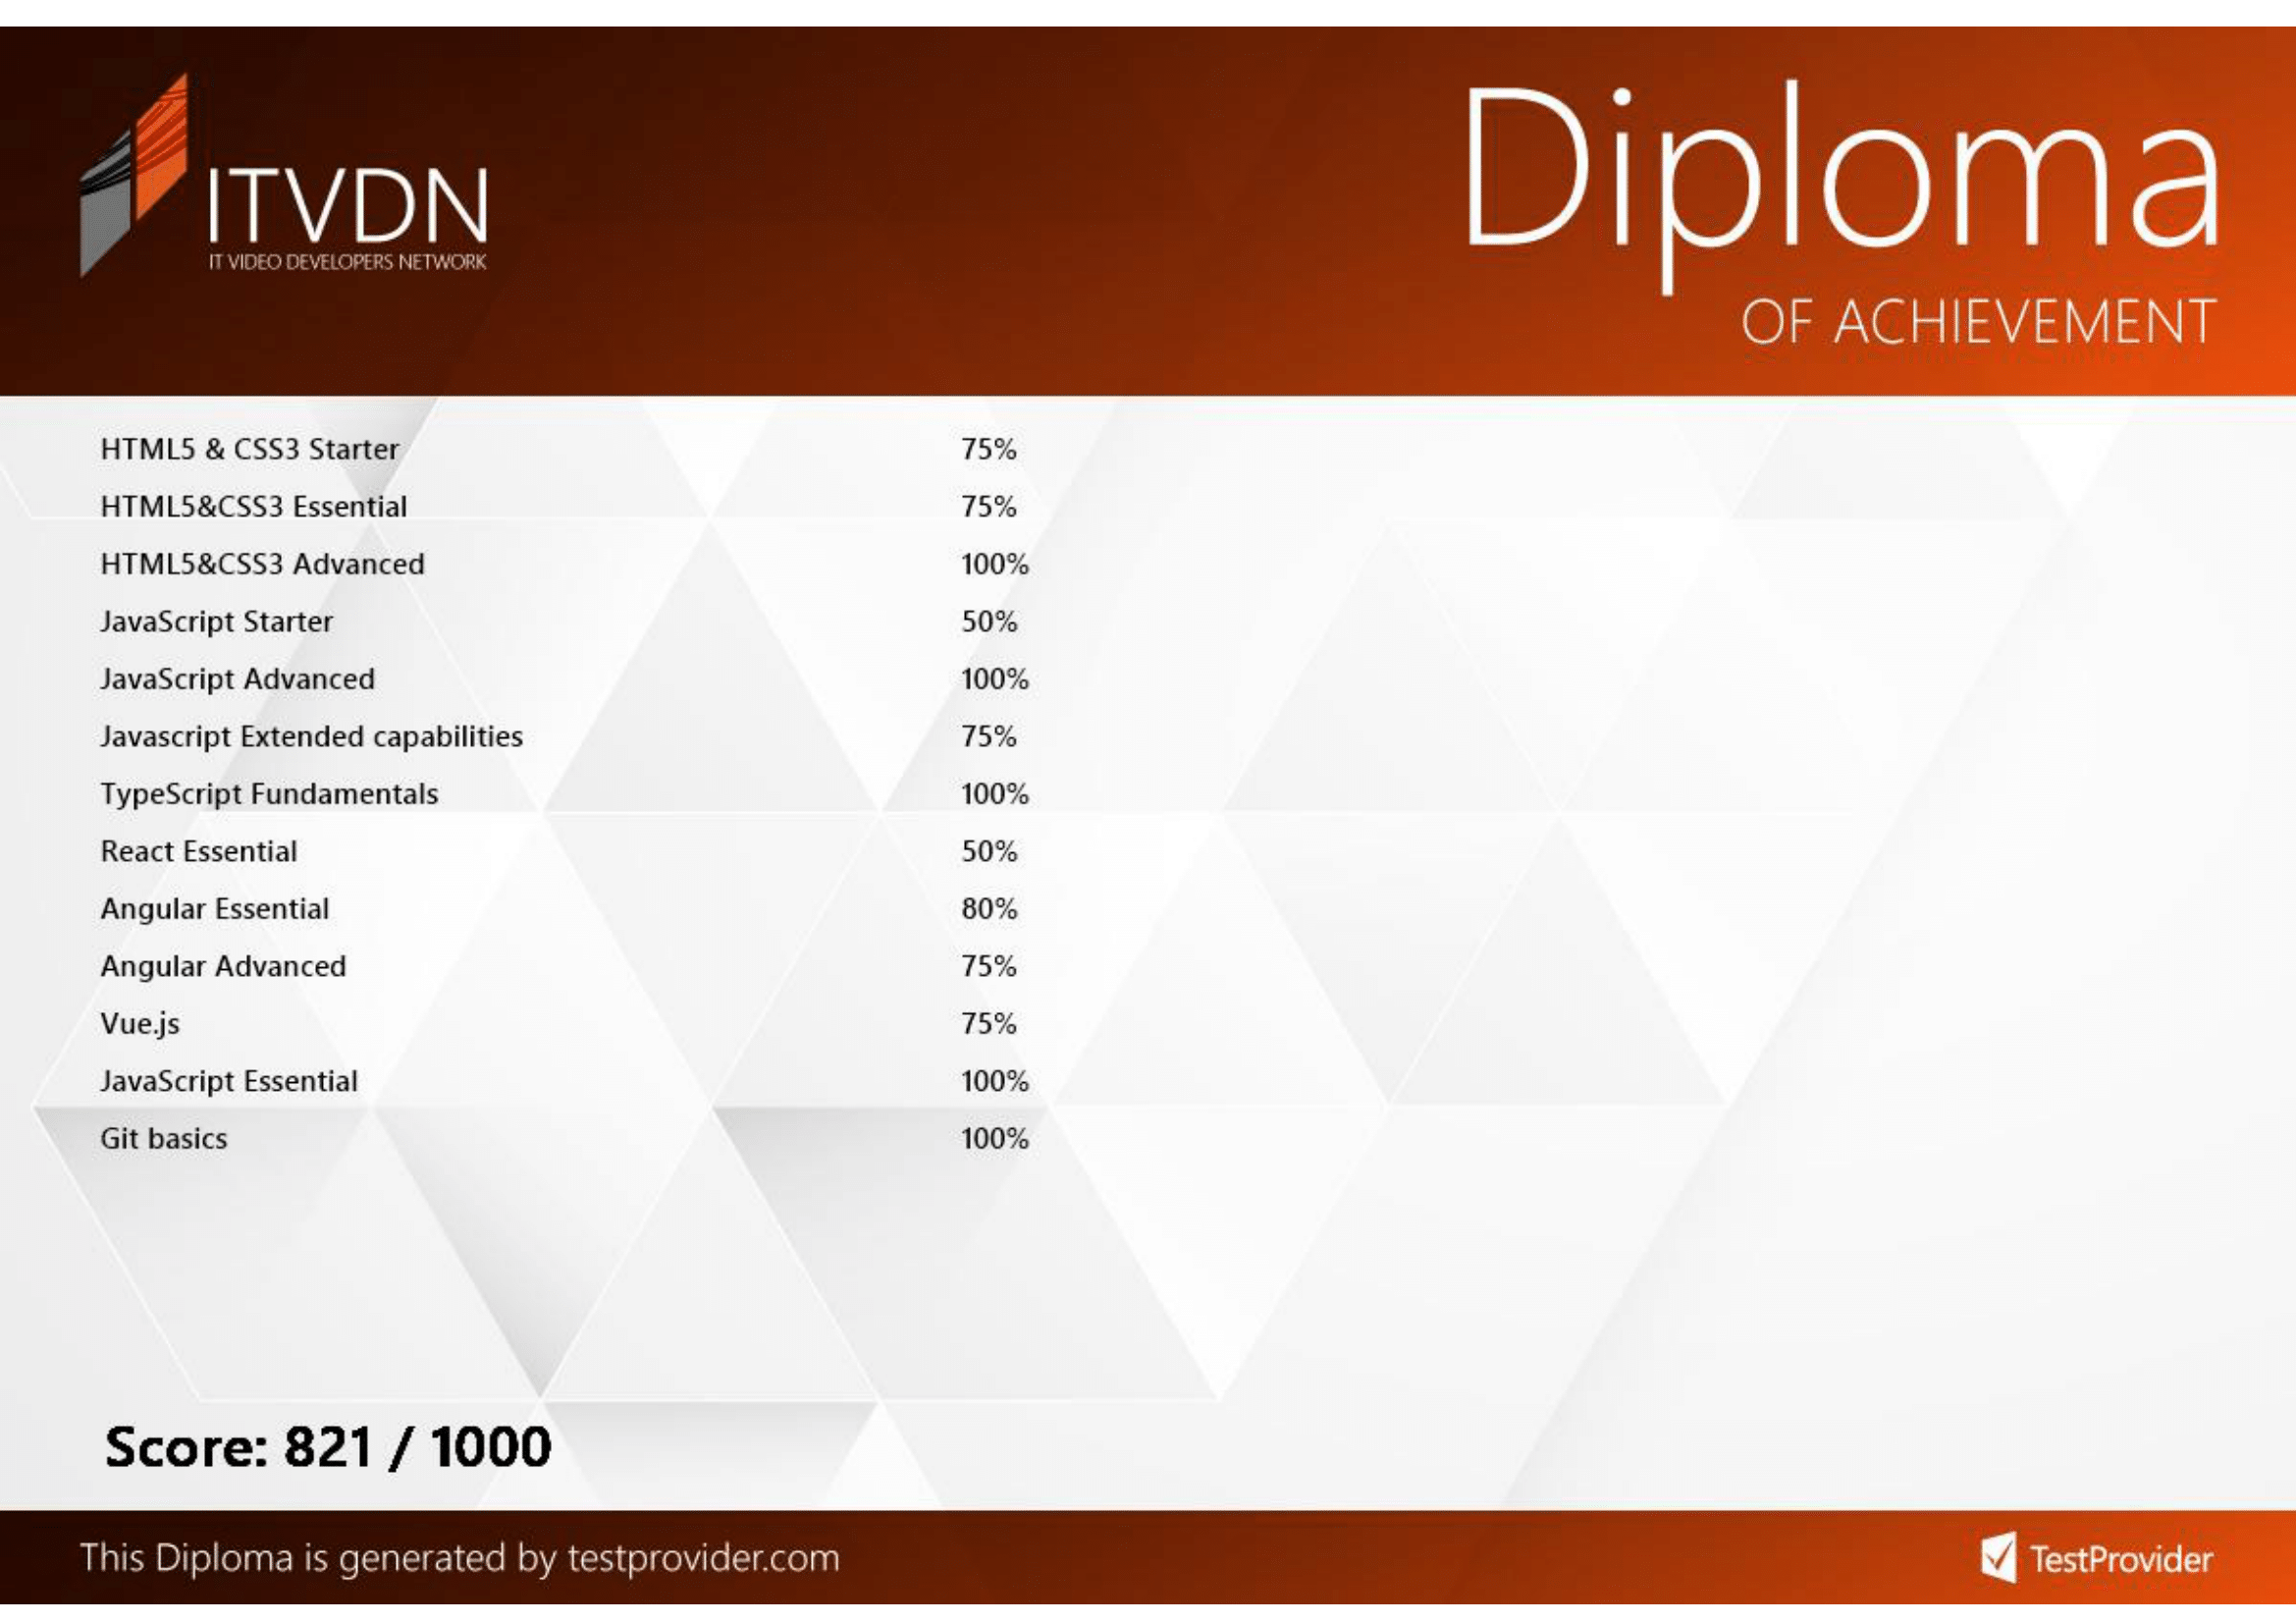 ITVDN
IT VIDEO DEVELOPERS NETWORK
Diploma
OF ACHIEVEMENT
HTML5 & CSS3 Starter 75%
HTML5&CSS3 Essential 75%
HTML5&CSS3 Advanced 100%
JavaScript Starter 50%
JavaScript Advanced 100%
Javascript Extended capabilities 75%
TypeScript Fundamentals 100%
React Essential 50%
Angular Essential 80%
Angular Advanced 75%
Vue.js 75%
JavaScript Essential 100%
Git basics 100%
Score: 821 / 1000
This Diploma is generated by testprovider.com
TestProvider